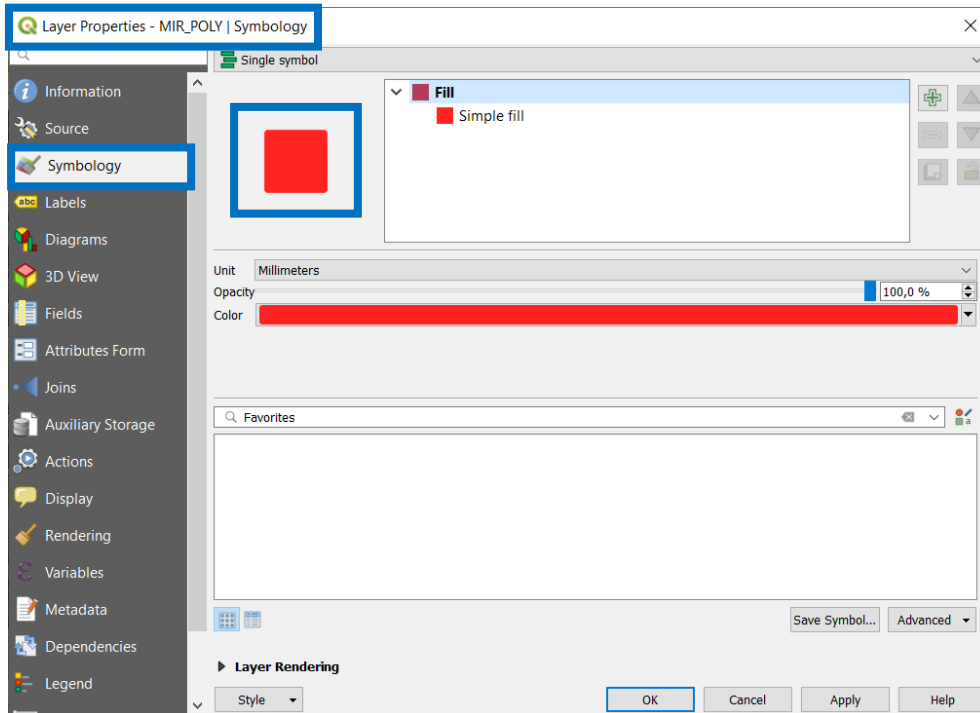 Layer Properties - MIR_POLY | Symbology
Single symbol
Information
Source
Symbology
Labels
Diagrams
3D View
Fields
Attributes Form
Joins
Auxiliary Storage
Actions
Display
Rendering
Variables
Metadata
Dependencies
Legend
abc
Fill
Simple fill
Unit Millimeters
Opacity 100,0 %
Color
Favorites
Save Symbol... Advanced
Layer Rendering
Style OK Cancel Apply Help